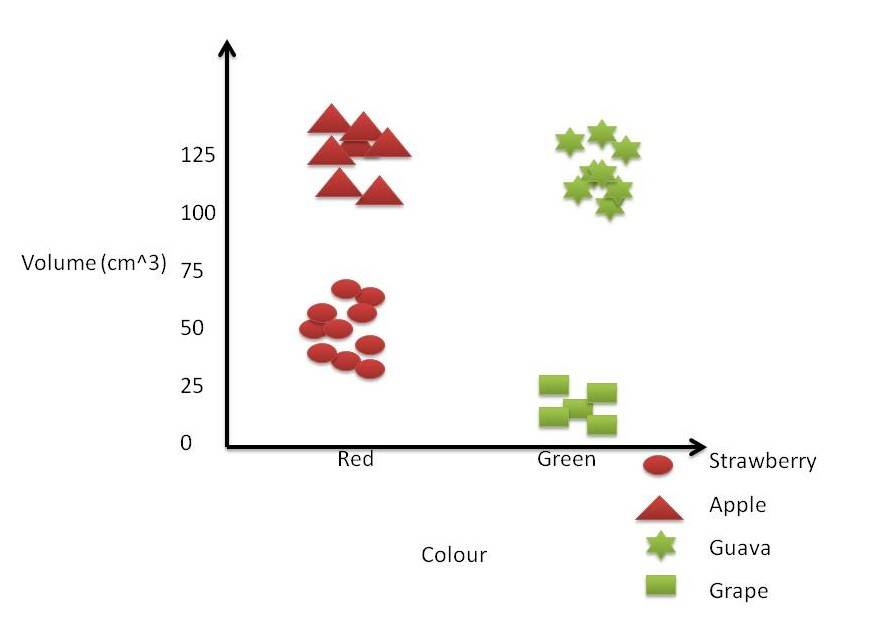 125
100
Volume (cm^3)
75
50
25
0
Red
Green
Strawberry
Apple
Colour
Guava
Grape